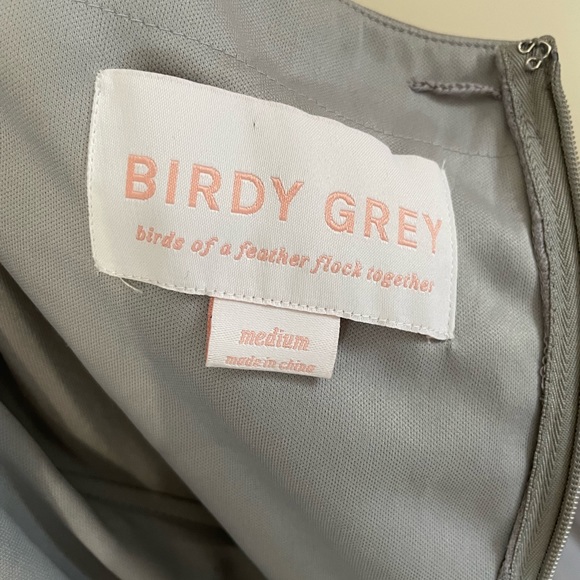 BIRDY GREY
birds of a feather flock together
medium
made in china